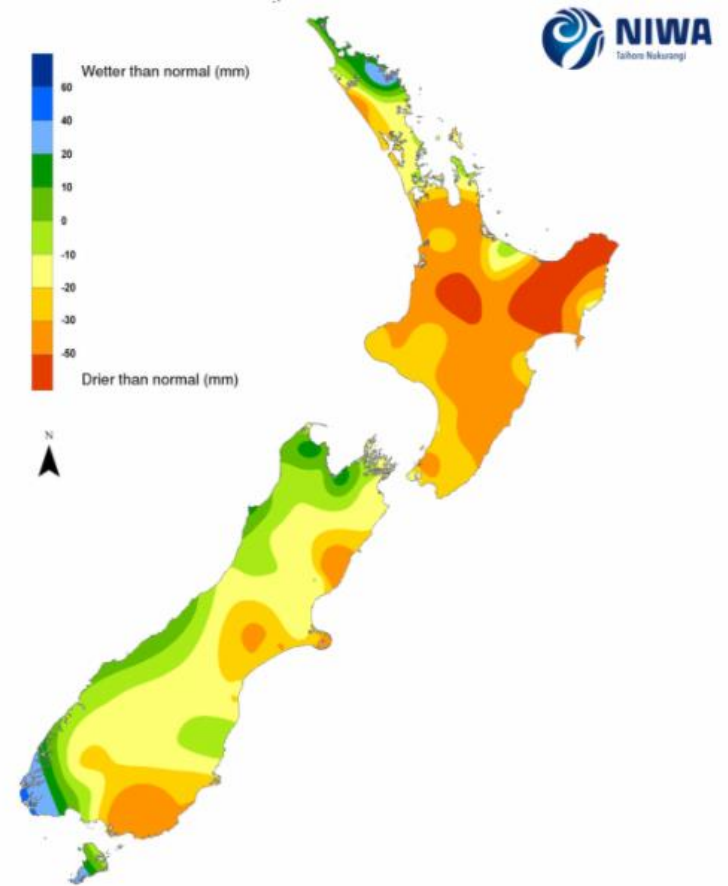 NIWA
Taihoro Nukurangi
Wetter than normal (mm)
60
40
20
10
0
-10
-20
-30
-50
Drier than normal (mm)
N